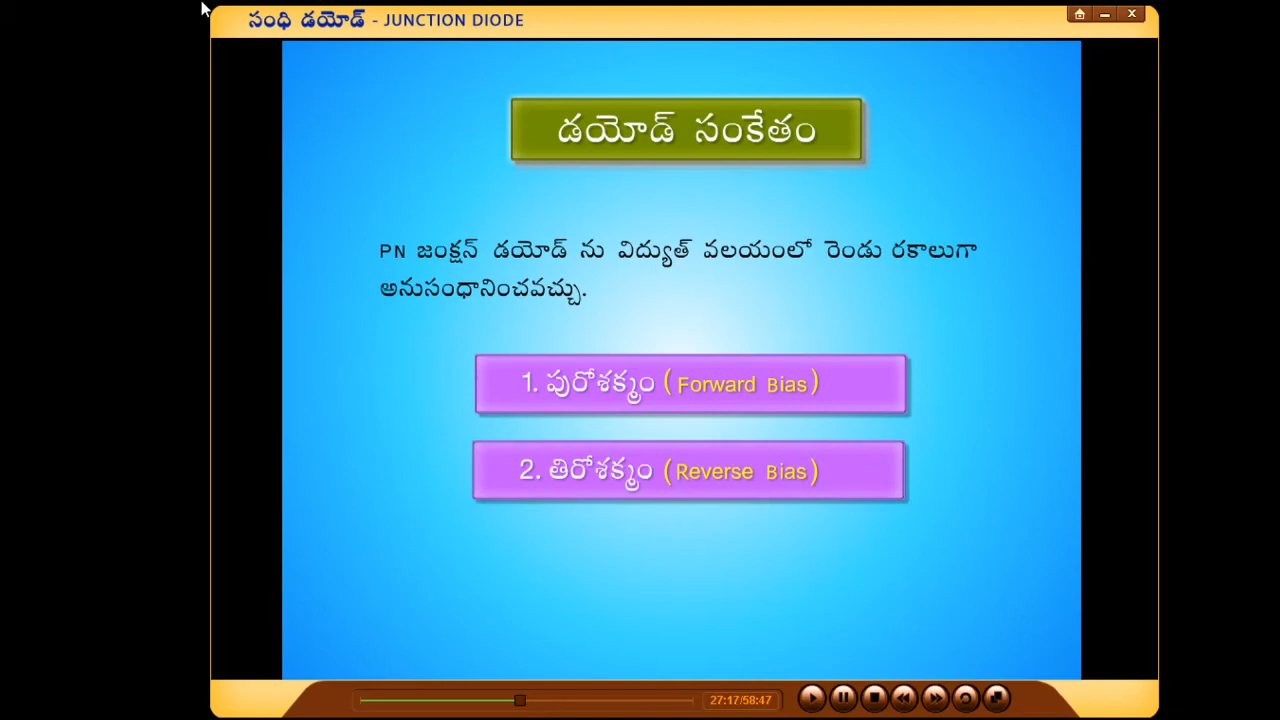 సంధి డయోడ్ - JUNCTION DIODE
డయోడ్ సంకేతం
PN జంక్షన్ డయోడ్ ను విద్యుత్ వలయంలో రెండు రకాలుగా
అనుసంధానించవచ్చు.
1. పురోశక్మం (Forward Bias)
2. తిరోశక్మం (Reverse Bias)
27:17/58:47